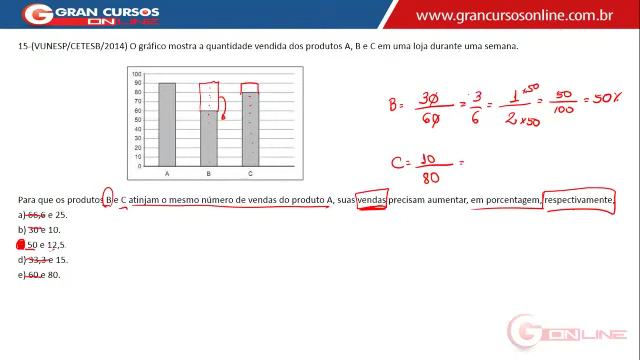 GRAN CURSOS
ONLINE
www.grancursosonline.com.br
15-(VUNESP/CETESB/2014) O gráfico mostra a quantidade vendida dos produtos A, B e C em uma loja durante uma semana.
100
90
80
70
60
50
40
30
20
10
0
A B C
B = 30/60 = 3/6 = 1 ×50 / 2 ×50 = 50/100 = 50%
C = 10/80 =
Para que os produtos B e C atinjam o mesmo número de vendas do produto A, suas vendas precisam aumentar, em porcentagem, respectivamente,
a) 66,6 e 25.
b) 30 e 10.
50 e 12,5.
d) 33,3 e 15.
e) 60 e 80.
G ONLINE